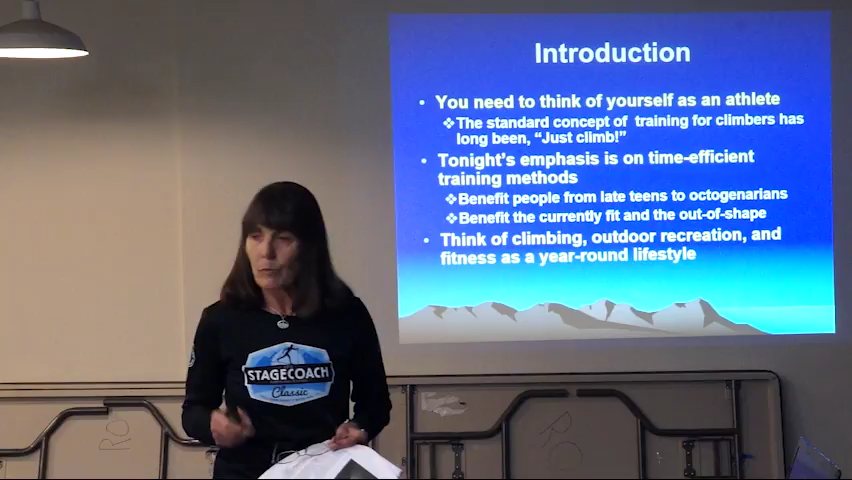 Introduction
• You need to think of yourself as an athlete
❖The standard concept of training for climbers has
long been, “Just climb!”
• Tonight’s emphasis is on time-efficient
training methods
❖Benefit people from late teens to octogenarians
❖Benefit the currently fit and the out-of-shape
• Think of climbing, outdoor recreation, and
fitness as a year-round lifestyle
STAGECOACH
Classic
RO
RO